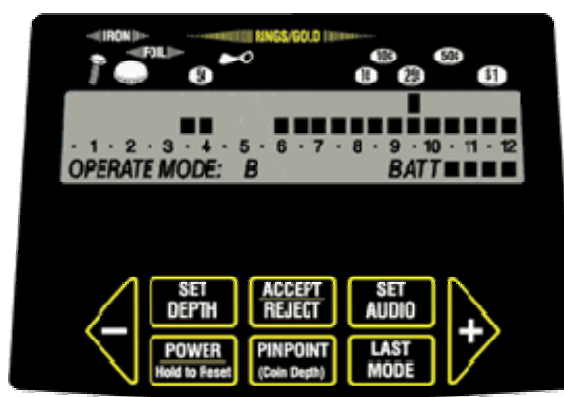 IRON RINGS/GOLD
FOIL 10¢ 50¢
5¢ 1¢ 25¢ $1
· 1 · 2 · 3 · 4 · 5 · 6 · 7 · 8 · 9 · 10 · 11 · 12
OPERATE MODE: B BATT
SET DEPTH
ACCEPT REJECT
SET AUDIO
-
+
POWER Hold to Reset
PINPOINT (Coin Depth)
LAST MODE